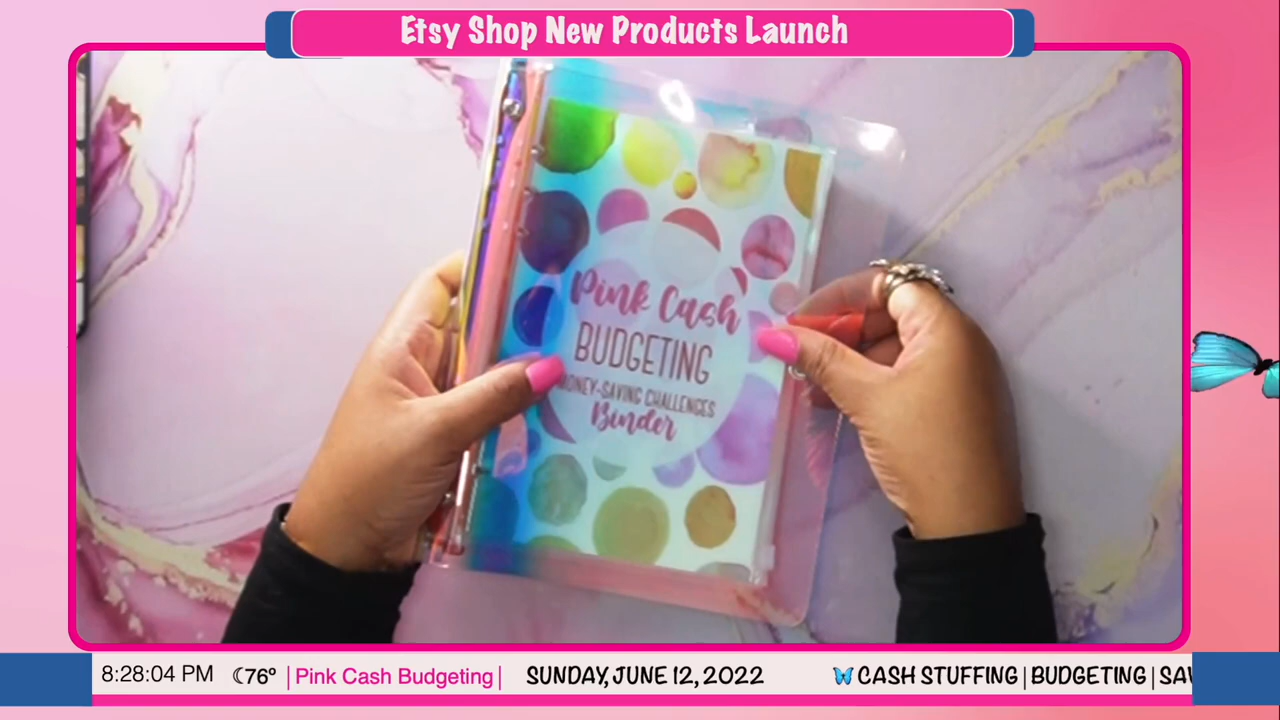 Etsy Shop New Products Launch
Pink Cash
BUDGETING
MONEY-SAVING CHALLENGES
Binder
8:28:04 PM ☾76° | Pink Cash Budgeting | SUNDAY, JUNE 12, 2022 🦋 CASH STUFFING | BUDGETING |